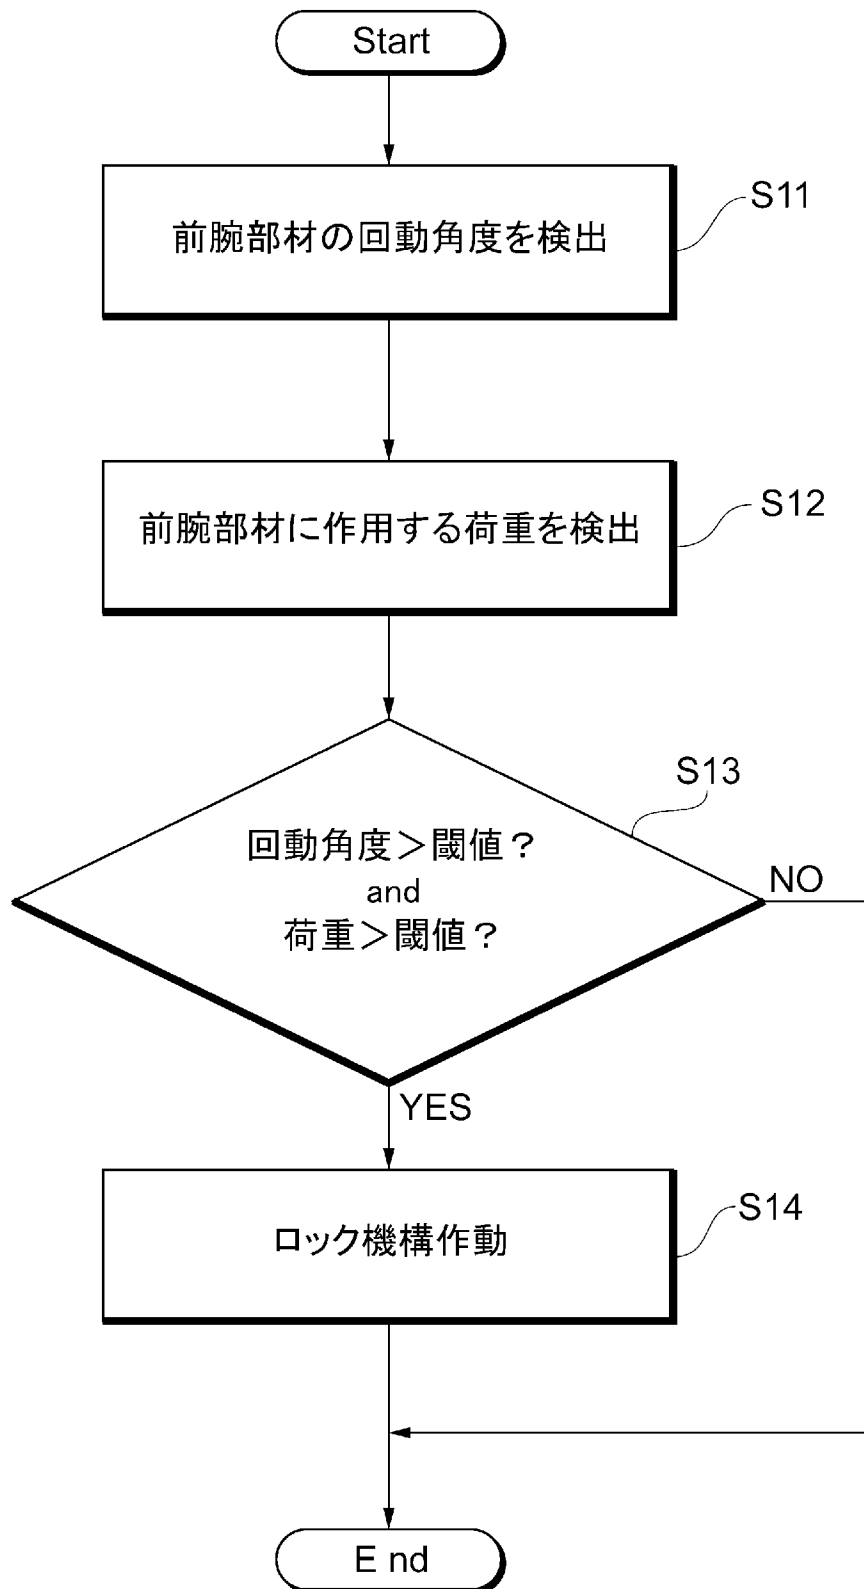 Start
S11
前腕部材の回動角度を検出
S12
前腕部材に作用する荷重を検出
S13
回動角度＞閾値？
and
荷重＞閾値？
NO
YES
S14
ロック機構作動
E nd